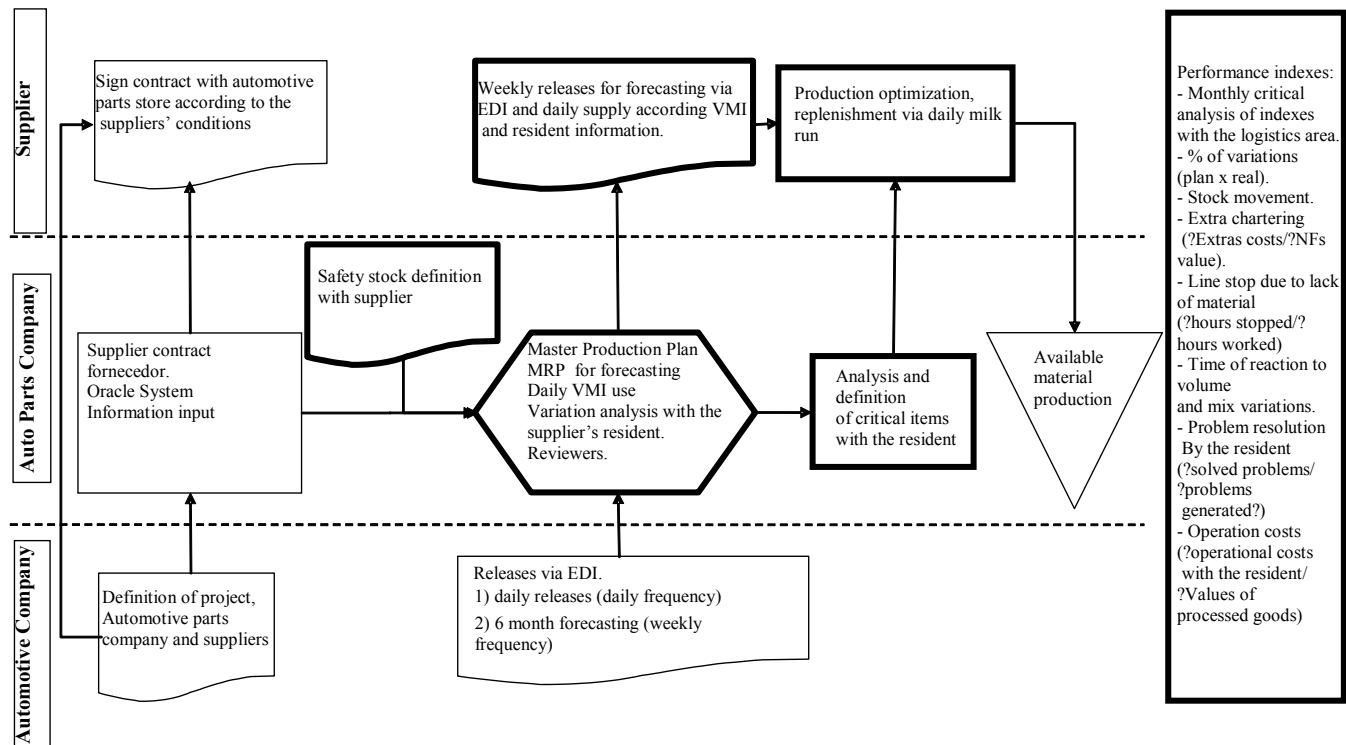 Supplier
Sign contract with automotive
parts store according to the
suppliers' conditions
Weekly releases for forecasting via
EDI and daily supply according VMI
and resident information.
Production optimization,
replenishment via daily milk
run
Auto Parts Company
Safety stock definition
with supplier
Supplier contract
fornecedor.
Oracle System
Information input
Master Production Plan
MRP for forecasting
Daily VMI use
Variation analysis with the
supplier's resident.
Reviewers.
Analysis and
definition
of critical items
with the resident
Available
material
production
Automotive Company
Definition of project,
Automotive parts
company and suppliers
Releases via EDI.
1) daily releases (daily frequency)
2) 6 month forecasting (weekly
frequency)
Performance indexes:
- Monthly critical
analysis of indexes
with the logistics area.
- % of variations
(plan x real).
- Stock movement.
- Extra chartering
(?Extras costs/?NFs
value).
- Line stop due to lack
of material
(?hours stopped/?
hours worked)
- Time of reaction to
volume
and mix variations.
- Problem resolution
By the resident
(?solved problems/
?problems
generated?)
- Operation costs
(?operational costs
with the resident/
?Values of
processed goods)